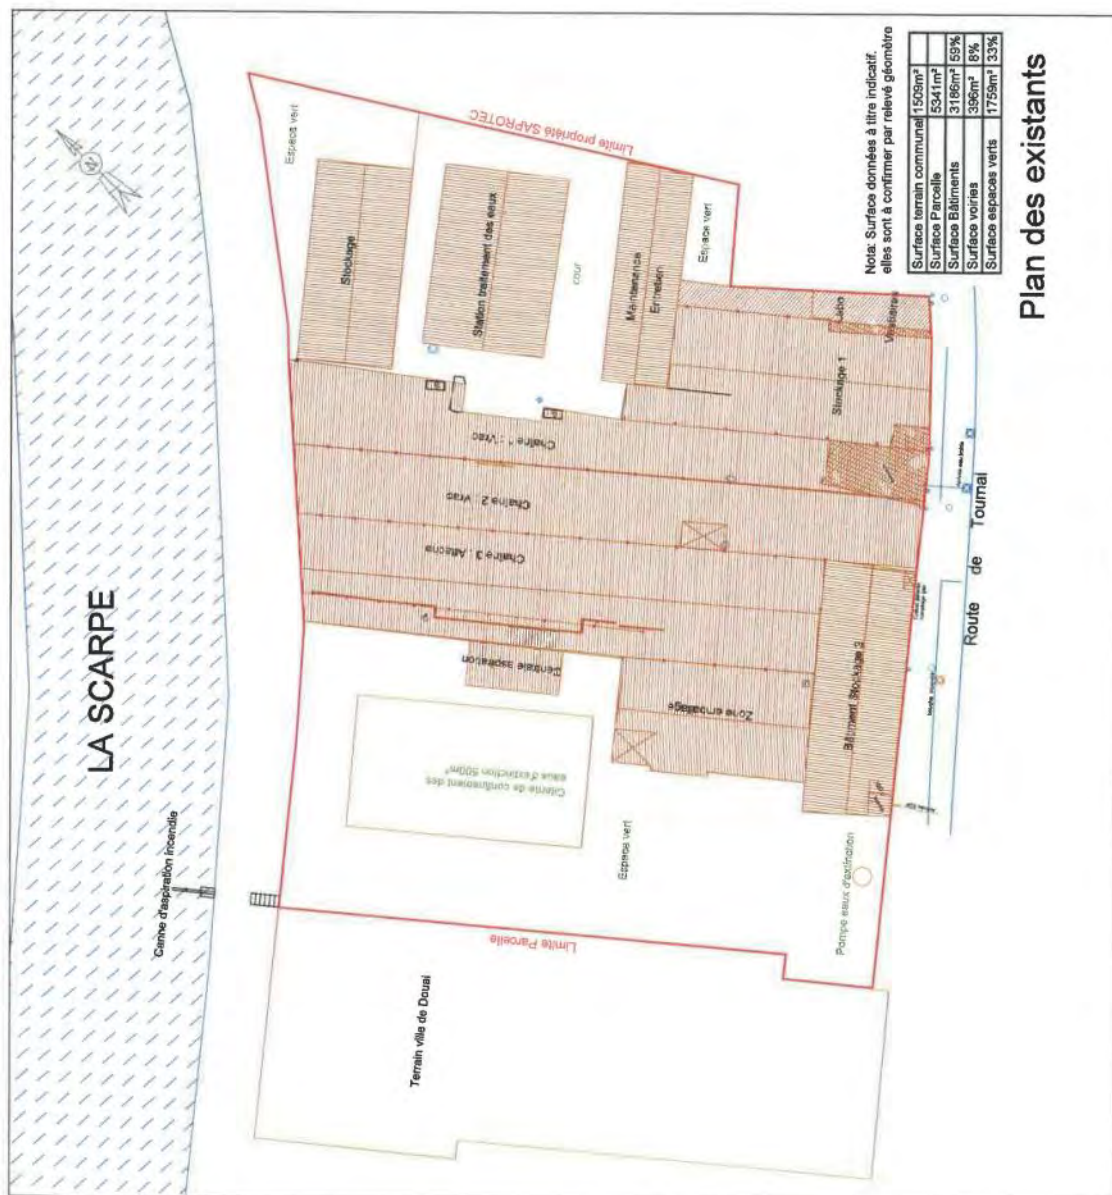 LA SCARPE
Canne d'aspiration incendie
Terrain ville de Douai
Limite Parcelle
Espace vert
Limite propriété SAPROTEC
Stockage
Station traitement des eaux
cour
Maintenance
Entretien
Espace vert
Labo
Vestiaires
Stockage 1
Chaîne 1 : Vrac
Chaîne 2 : Vrac
Chaîne 3 : Attache
Centrale aspiration
Zone emballage
Bâtiment Stockage 2
Citerne de confinement des
eaux d'extinction 500m³
Espace vert
Pompe eaux d'extinction
Route de Tournai
Nota: Surface données à titre indicatif.
elles sont à confirmer par relevé géomètre
Surface terrain communal 1509m²
Surface Parcelle 5341m²
Surface Bâtiments 3186m² 59%
Surface voiries 396m² 8%
Surface espaces verts 1759m² 33%
Plan des existants